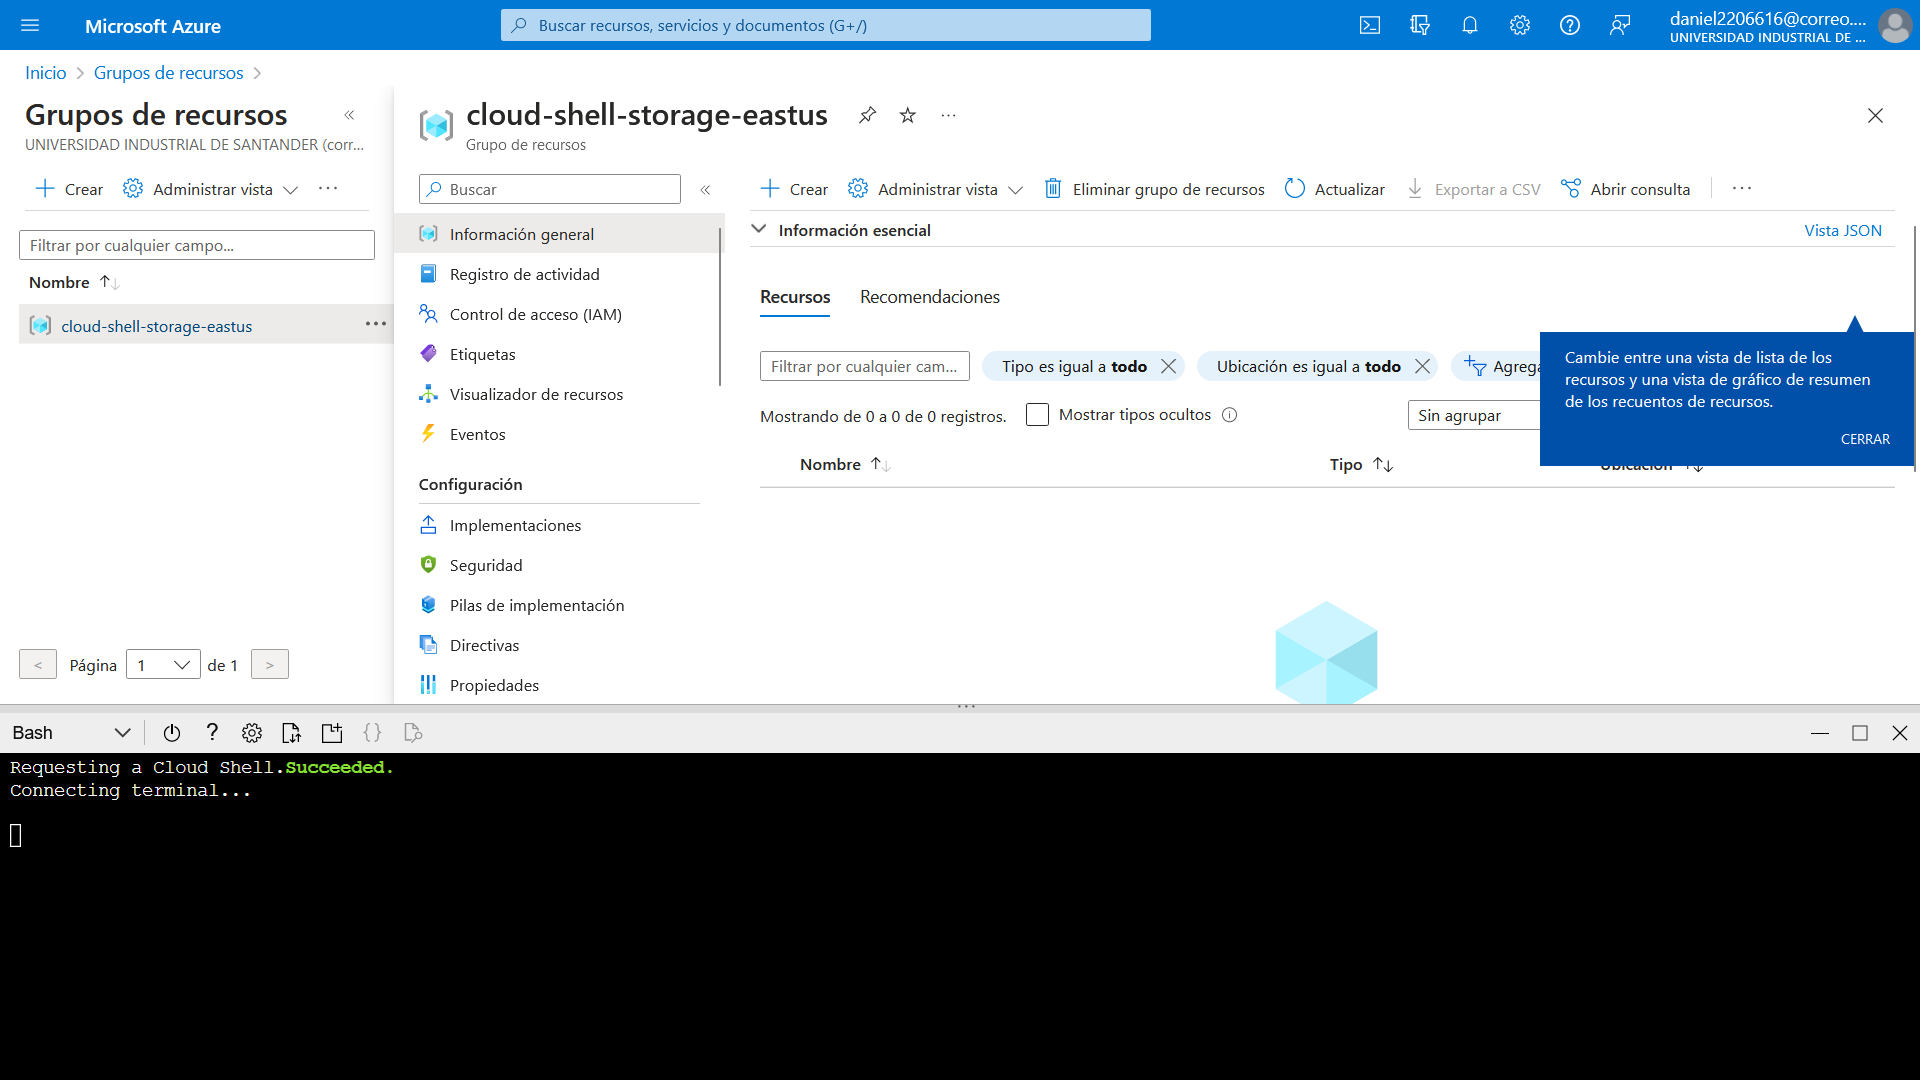 Microsoft Azure
Buscar recursos, servicios y documentos (G+/)
daniel2206616@correo....
UNIVERSIDAD INDUSTRIAL DE ...
Inicio > Grupos de recursos >
Grupos de recursos
UNIVERSIDAD INDUSTRIAL DE SANTANDER (corr...
Crear Administrar vista ...
Filtrar por cualquier campo...
Nombre
cloud-shell-storage-eastus ...
< Página 1 de 1 >
cloud-shell-storage-eastus ...
Grupo de recursos
Buscar
Información general
Registro de actividad
Control de acceso (IAM)
Etiquetas
Visualizador de recursos
Eventos
Configuración
Implementaciones
Seguridad
Pilas de implementación
Directivas
Propiedades
Crear Administrar vista Eliminar grupo de recursos Actualizar Exportar a CSV Abrir consulta ...
Información esencial Vista JSON
Recursos Recomendaciones
Filtrar por cualquier cam... Tipo es igual a todo Ubicación es igual a todo
Mostrando de 0 a 0 de 0 registros. Mostrar tipos ocultos Sin agrupar
Nombre Tipo
Cambie entre una vista de lista de los
recursos y una vista de gráfico de resumen
de los recuentos de recursos.
CERRAR
Bash ? {}
Requesting a Cloud Shell.Succeeded.
Connecting terminal...